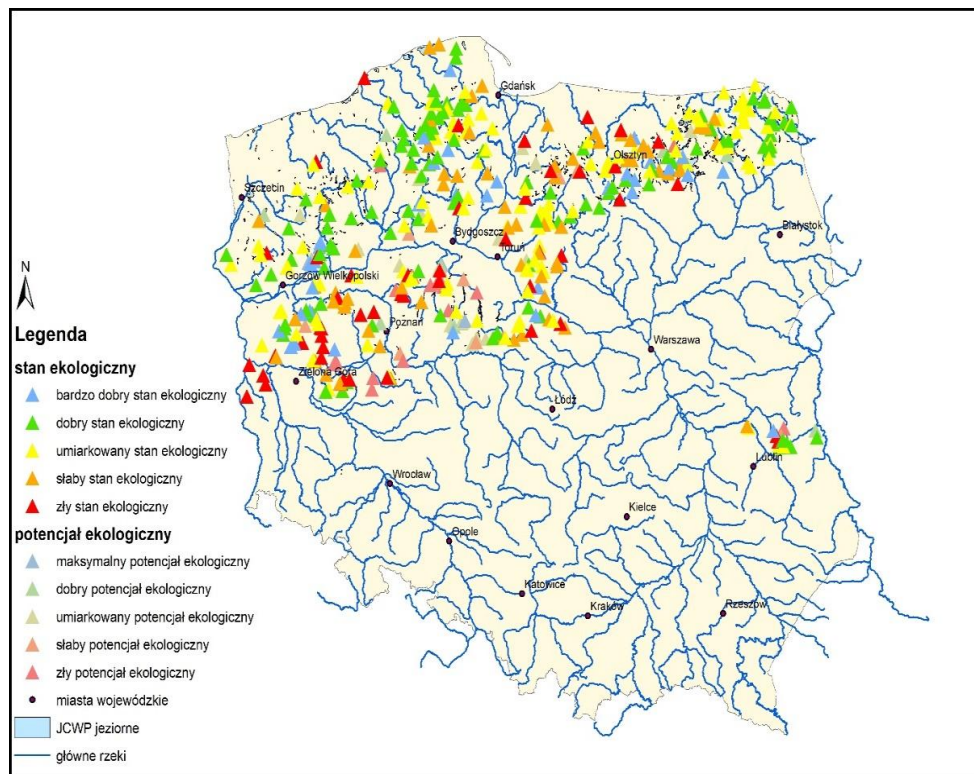 Gdańsk
Olsztyn
Szczecin
Białystok
Bydgoszcz
Toruń
Gorzów Wielkopolski
Poznań
Warszawa
Zielona Góra
Łódź
Lublin
Wrocław
Kielce
Opole
Katowice
Kraków
Rzeszów
N
Legenda
stan ekologiczny
bardzo dobry stan ekologiczny
dobry stan ekologiczny
umiarkowany stan ekologiczny
słaby stan ekologiczny
zły stan ekologiczny
potencjał ekologiczny
maksymalny potencjał ekologiczny
dobry potencjał ekologiczny
umiarkowany potencjał ekologiczny
słaby potencjał ekologiczny
zły potencjał ekologiczny
miasta wojewódzkie
JCWP jeziorne
główne rzeki